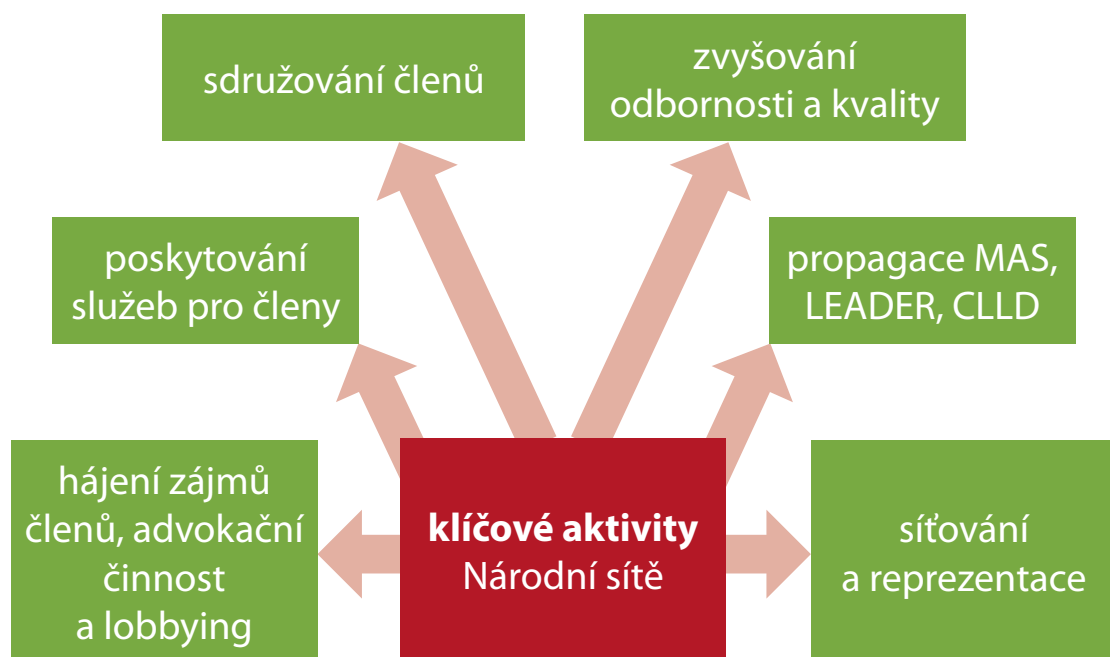 sdružování členů
zvyšování
odbornosti a kvality
poskytování
služeb pro členy
propagace MAS,
LEADER, CLLD
hájení zájmů
členů, advokační
činnost
a lobbying
klíčové aktivity
Národní sítě
síťování
a reprezentace